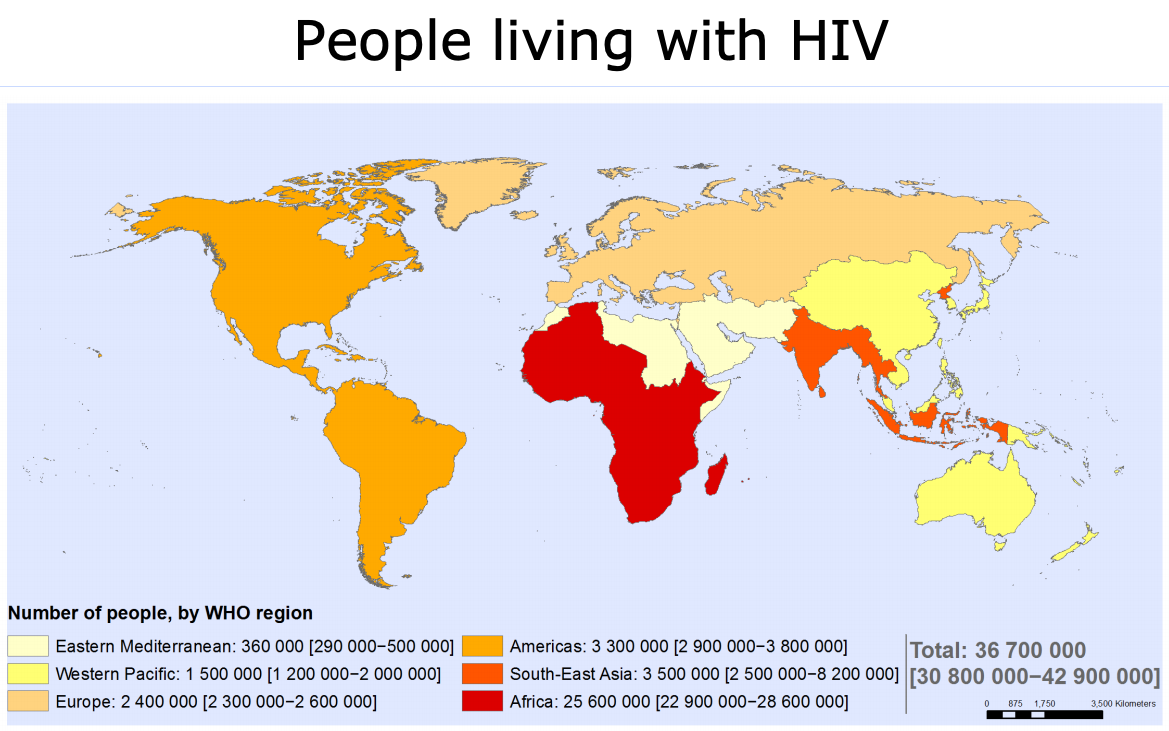 People living with HIV
Number of people, by WHO region
Eastern Mediterranean: 360 000 [290 000–500 000]
Western Pacific: 1 500 000 [1 200 000–2 000 000]
Europe: 2 400 000 [2 300 000–2 600 000]
Americas: 3 300 000 [2 900 000–3 800 000]
South-East Asia: 3 500 000 [2 500 000–8 200 000]
Africa: 25 600 000 [22 900 000–28 600 000]
Total: 36 700 000
[30 800 000–42 900 000]
0 875 1,750 3,500 Kilometers